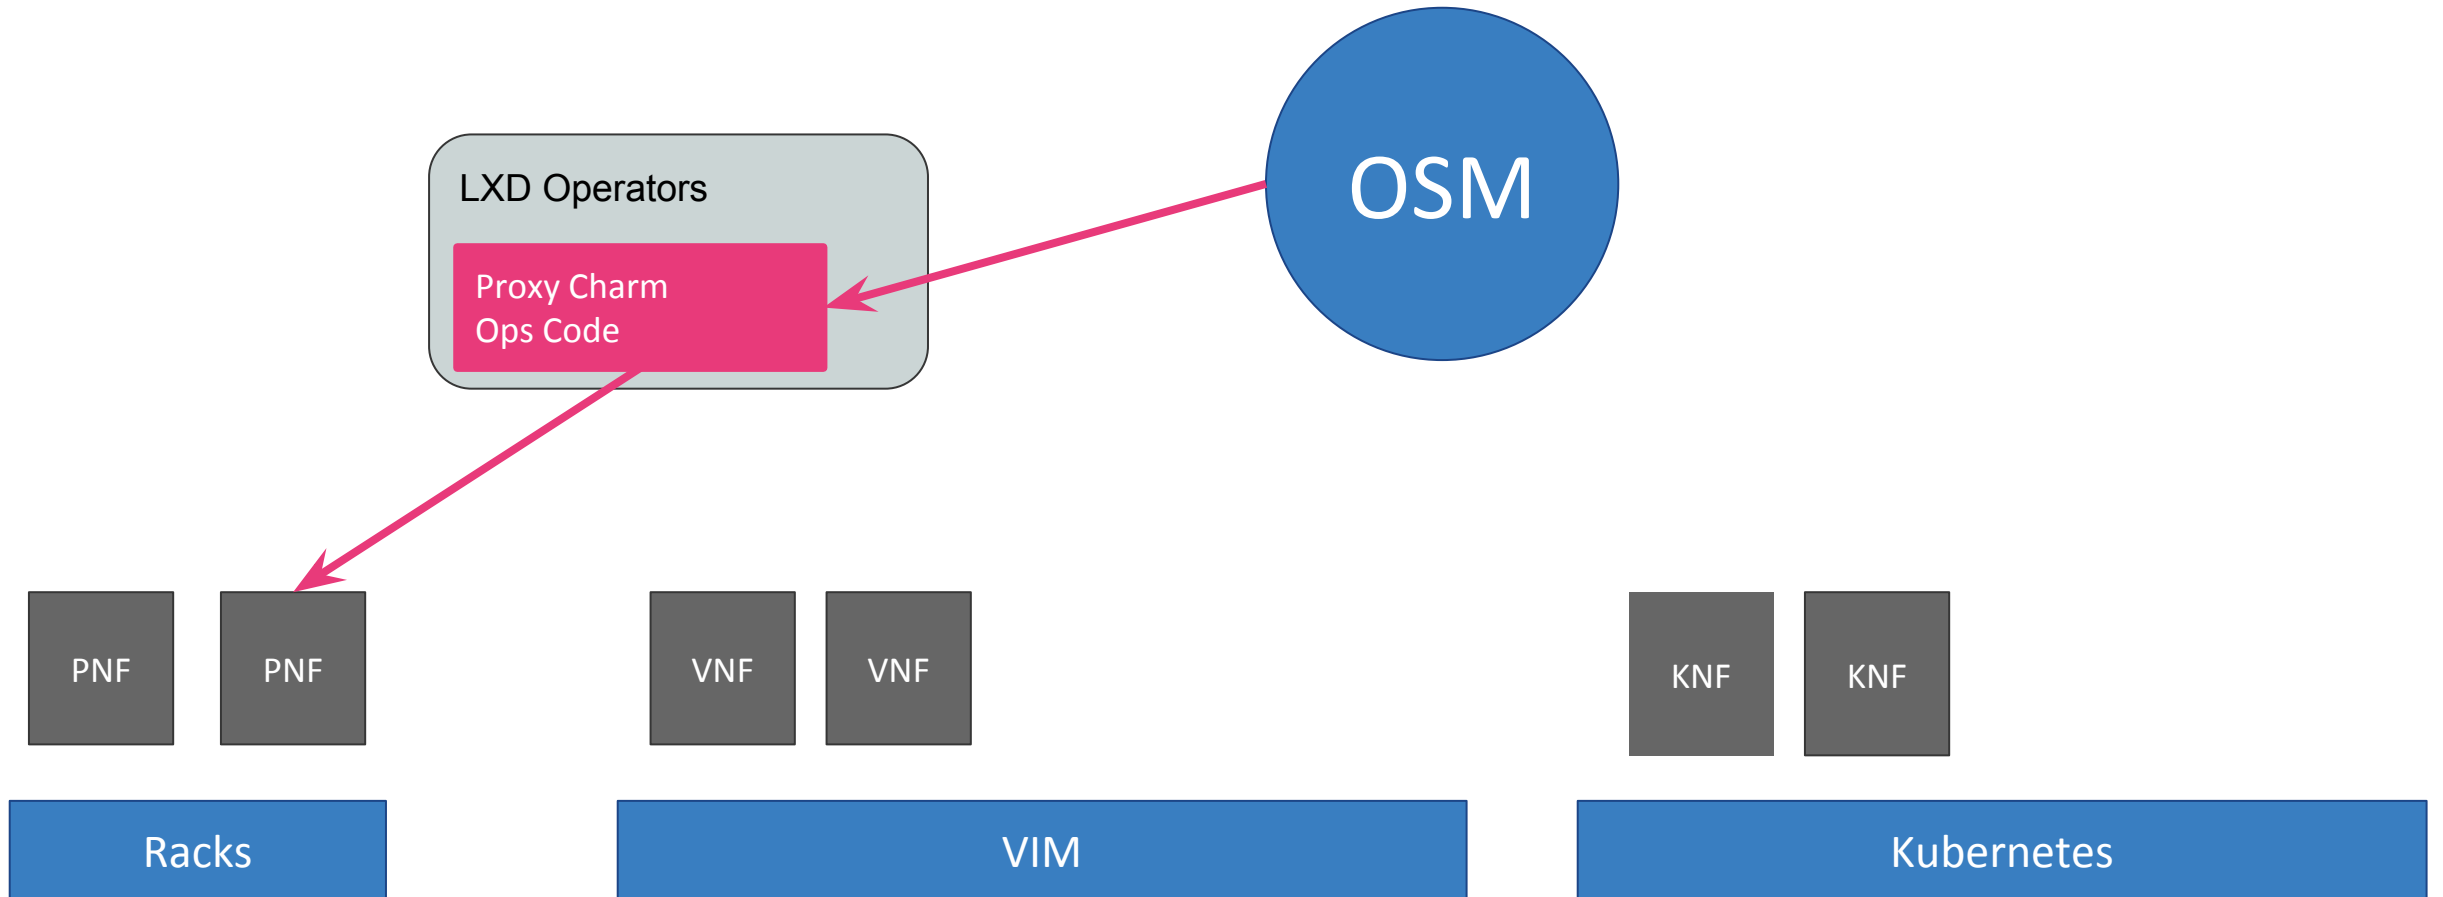 OSM
LXD Operators
Proxy Charm
Ops Code
PNF
PNF
VNF
VNF
KNF
KNF
Racks
VIM
Kubernetes